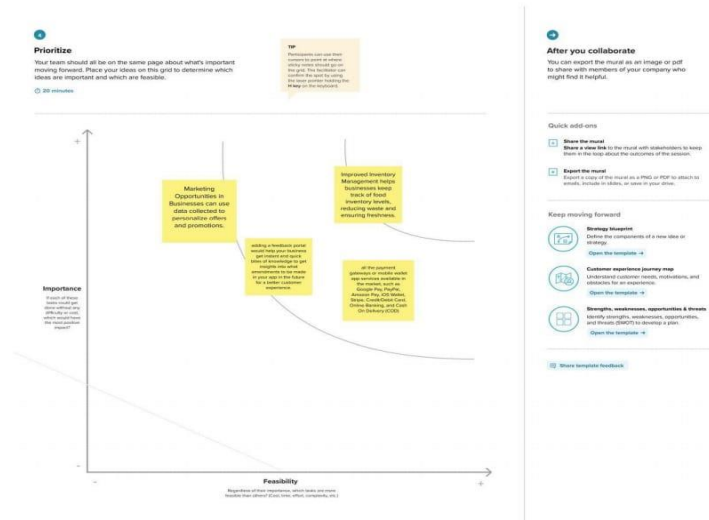 4
Prioritize
Your team should all be on the same page about what's important
moving forward. Place your ideas on this grid to determine which
ideas are important and which are feasible.
20 minutes
TIP
Participants can use their
cursors to point at where
sticky notes should go on
the grid. The facilitator can
confirm the spot by using
the laser pointer holding the
H key on the keyboard.
Marketing
Opportunities in
Businesses can use
data collected to
personalize offers
and promotions.
Improved Inventory
Management helps
businesses keep
track of food
inventory levels,
reducing waste and
ensuring freshness.
adding a feedback portal
would help your business
get instant and quick
bites of knowledge to get
insights into what
amendments to be made
in your app in the future
for a better customer
experience.
all the payment
gateways or mobile wallet
app services available in
the market, such as
Google Pay, PayPal,
Amazon Pay, iOS Wallet,
Stripe, Credit/Debit Card,
Online Banking, and Cash
On Delivery (COD)
Importance
If each of these
tasks could get
done without any
difficulty or cost,
which would have
the most positive
impact?
Feasibility
Regardless of their importance, which tasks are more
feasible than others? (Cost, time, effort, complexity, etc.)
After you collaborate
You can export the mural as an image or pdf
to share with members of your company who
might find it helpful.
Quick add-ons
Share the mural
Share a view link to the mural with stakeholders to keep
them in the loop about the outcomes of the session.
Export the mural
Export a copy of the mural as a PNG or PDF to attach to
emails, include in slides, or save in your drive.
Keep moving forward
Strategy blueprint
Define the components of a new idea or
strategy.
Open the template →
Customer experience journey map
Understand customer needs, motivations, and
obstacles for an experience.
Open the template →
Strengths, weaknesses, opportunities & threats
Identify strengths, weaknesses, opportunities,
and threats (SWOT) to develop a plan.
Open the template →
Share template feedback